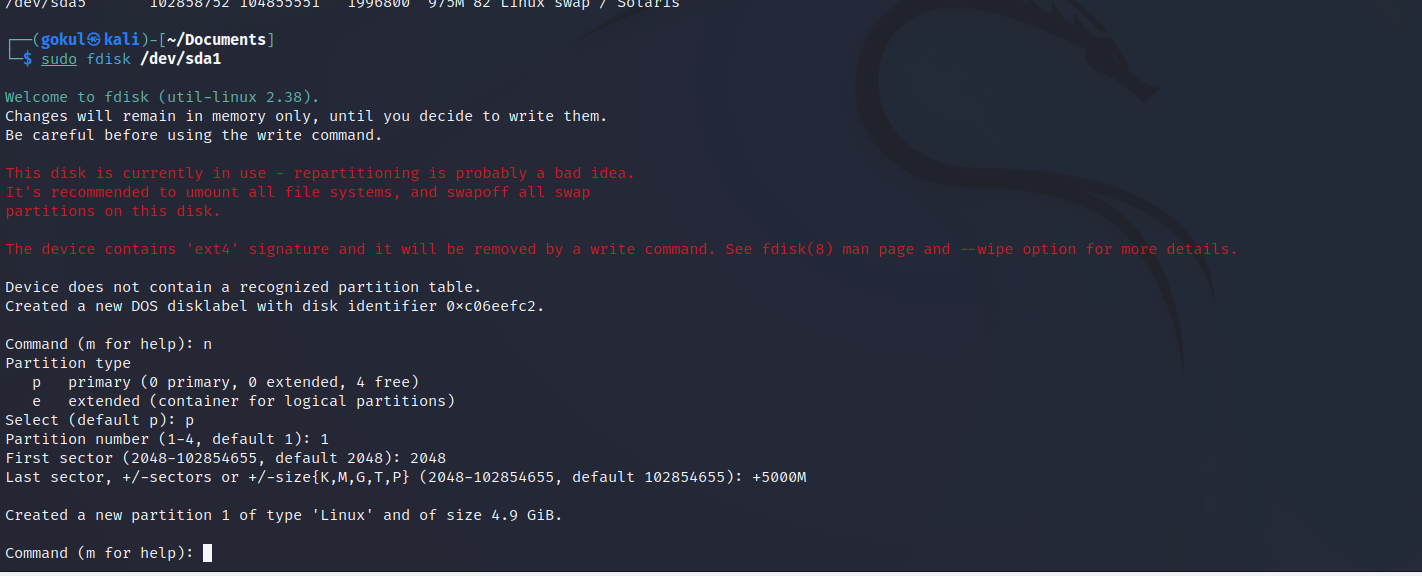 /dev/sda5       102858752 104855551   1996800  975M 82 Linux swap / Solaris
┌──(gokul㉿kali)-[~/Documents]
└─$ sudo fdisk /dev/sda1
Welcome to fdisk (util-linux 2.38).
Changes will remain in memory only, until you decide to write them.
Be careful before using the write command.
This disk is currently in use - repartitioning is probably a bad idea.
It's recommended to umount all file systems, and swapoff all swap
partitions on this disk.
The device contains 'ext4' signature and it will be removed by a write command. See fdisk(8) man page and --wipe option for more details.
Device does not contain a recognized partition table.
Created a new DOS disklabel with disk identifier 0xc06eefc2.
Command (m for help): n
Partition type
   p   primary (0 primary, 0 extended, 4 free)
   e   extended (container for logical partitions)
Select (default p): p
Partition number (1-4, default 1): 1
First sector (2048-102854655, default 2048): 2048
Last sector, +/-sectors or +/-size{K,M,G,T,P} (2048-102854655, default 102854655): +5000M
Created a new partition 1 of type 'Linux' and of size 4.9 GiB.
Command (m for help):